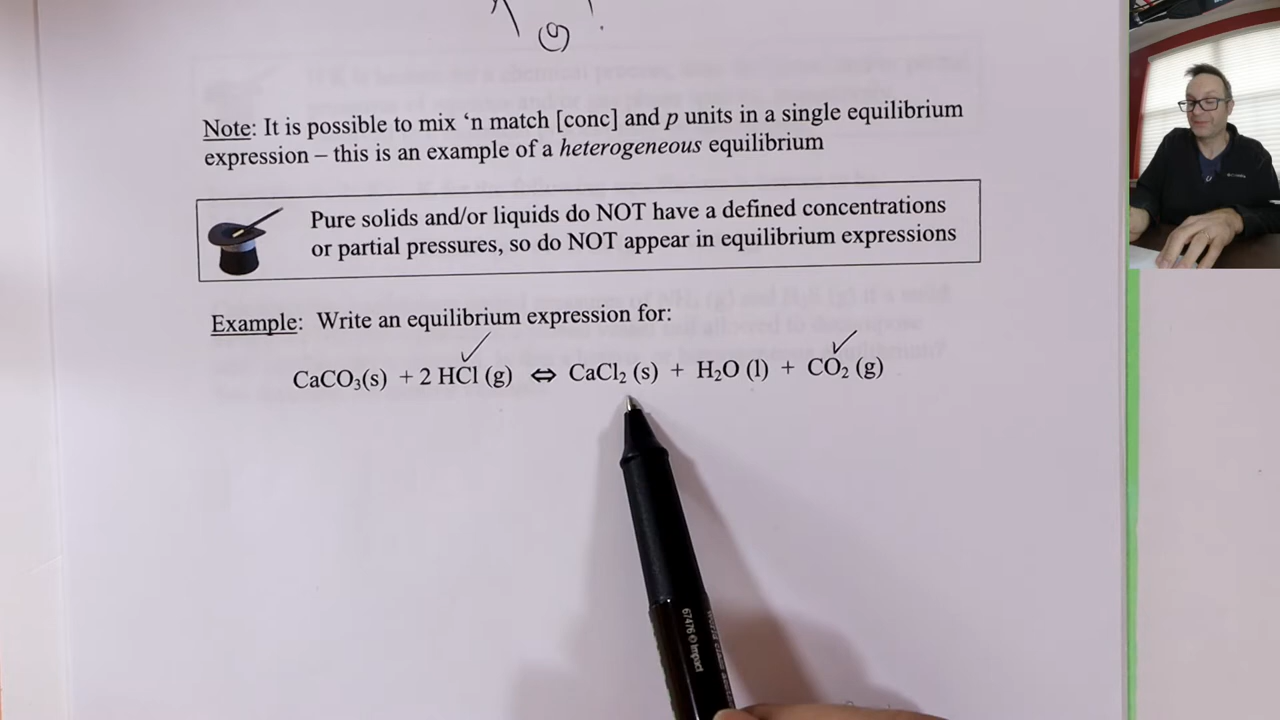 Note: It is possible to mix ‘n match [conc] and p units in a single equilibrium
expression – this is an example of a heterogeneous equilibrium
Pure solids and/or liquids do NOT have a defined concentrations
or partial pressures, so do NOT appear in equilibrium expressions
Example: Write an equilibrium expression for:
CaCO₃(s) + 2 HCl (g) ⇔ CaCl₂ (s) + H₂O (l) + CO₂ (g)
67476 impact